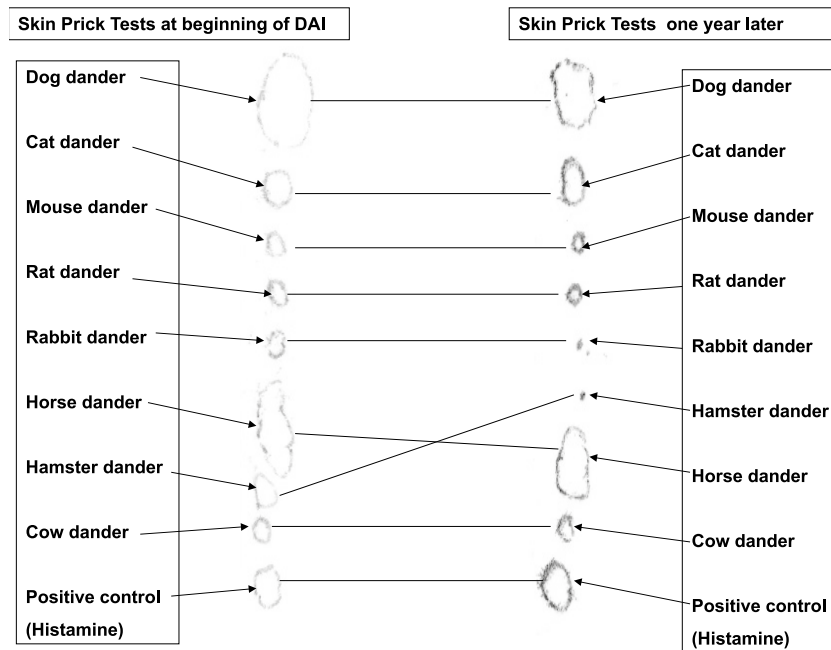 Skin Prick Tests at beginning of DAI
Skin Prick Tests  one year later
Dog dander
Cat dander
Mouse dander
Rat dander
Rabbit dander
Horse dander
Hamster dander
Cow dander
Positive control
(Histamine)
Dog dander
Cat dander
Mouse dander
Rat dander
Rabbit dander
Hamster dander
Horse dander
Cow dander
Positive control
(Histamine)